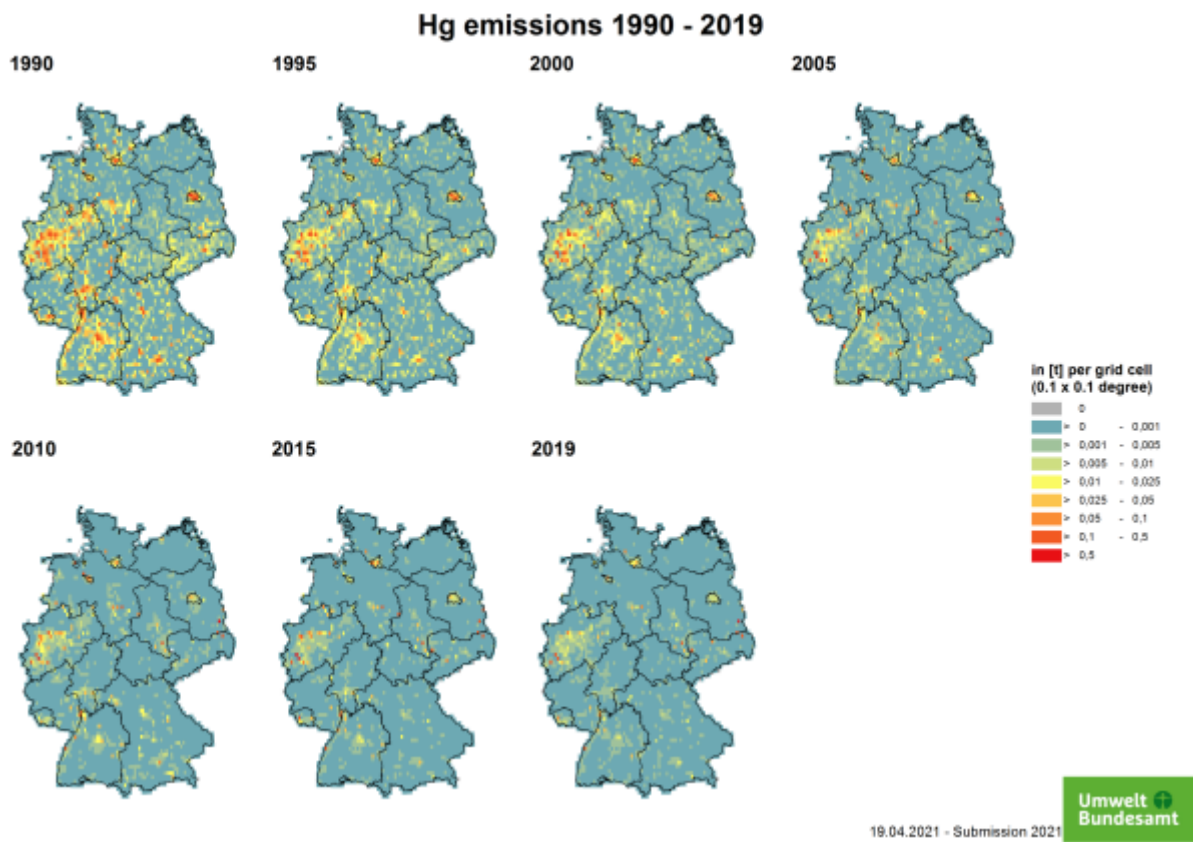 Hg emissions 1990 - 2019
1990
1995
2000
2005
2010
2015
2019
in [t] per grid cell
(0.1 x 0.1 degree)
0
> 0 - 0,001
> 0,001 - 0,005
> 0,005 - 0,01
> 0,01 - 0,025
> 0,025 - 0,05
> 0,05 - 0,1
> 0,1 - 0,5
> 0,5
Umwelt
Bundesamt
19.04.2021 - Submission 2021